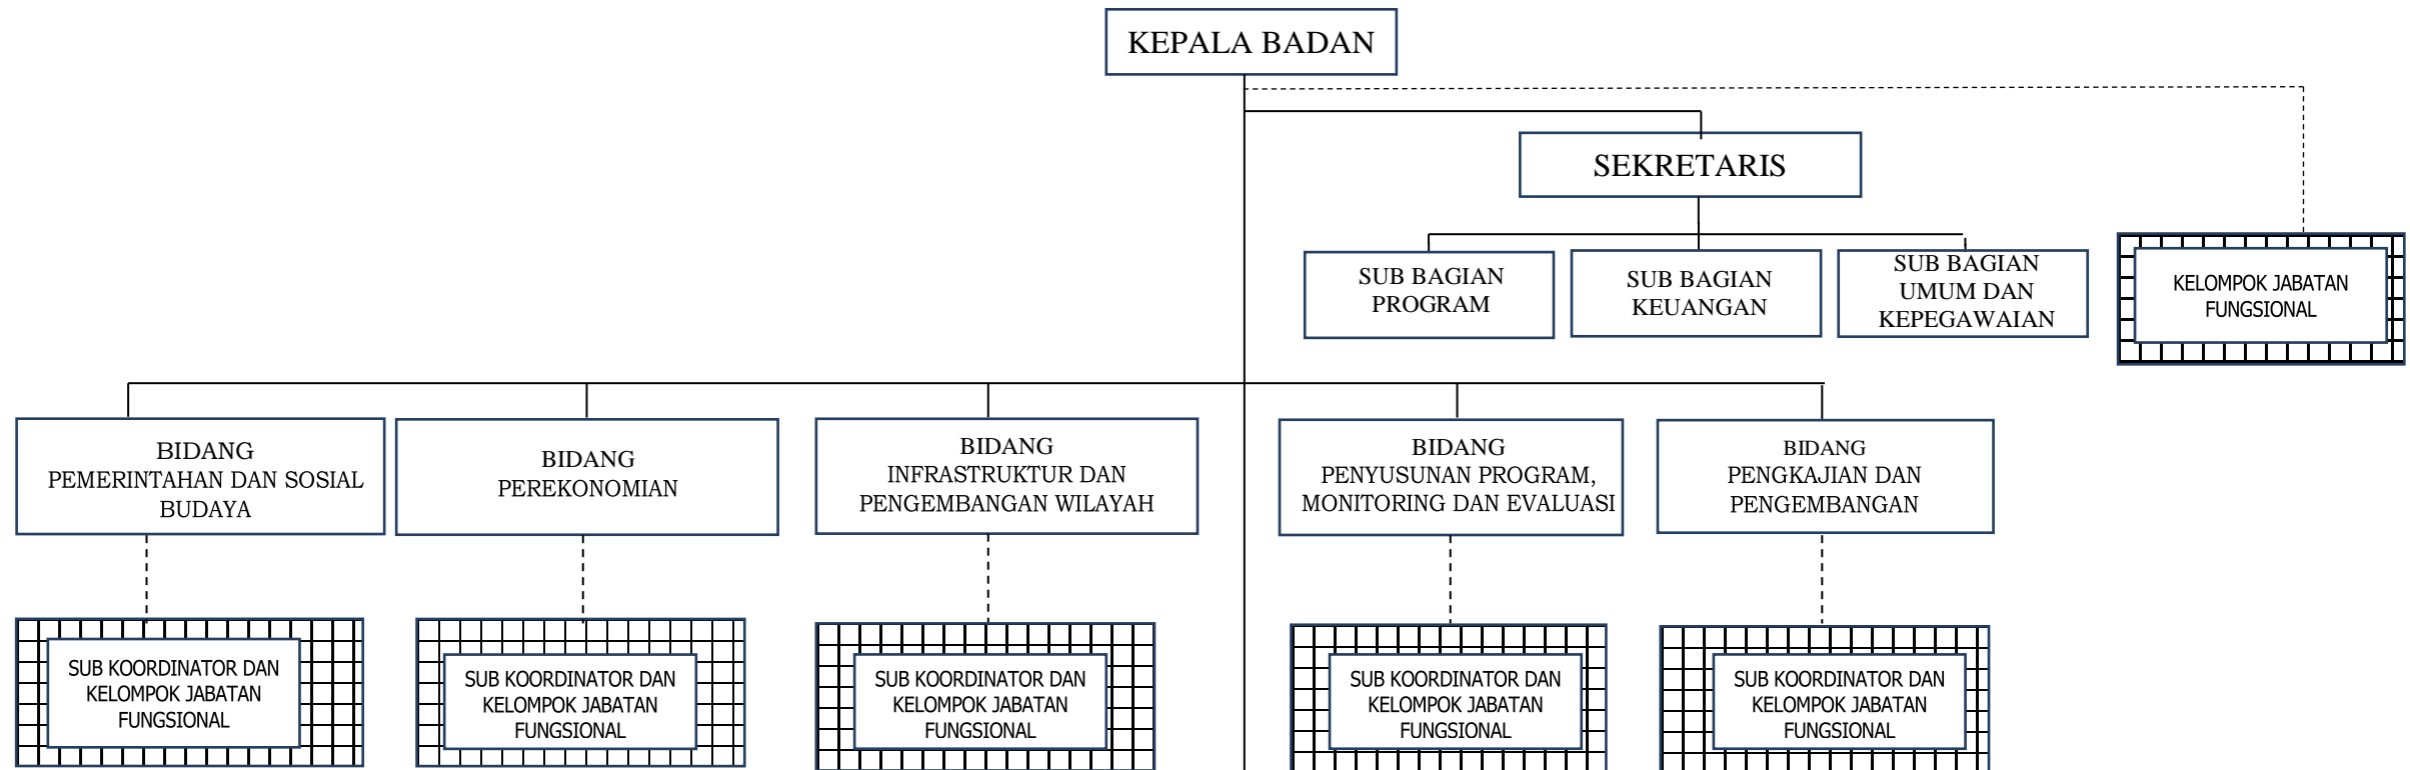 KEPALA BADAN
SEKRETARIS
SUB BAGIAN
PROGRAM
SUB BAGIAN
KEUANGAN
SUB BAGIAN
UMUM DAN
KEPEGAWAIAN
KELOMPOK JABATAN
FUNGSIONAL
BIDANG
PEMERINTAHAN DAN SOSIAL
BUDAYA
BIDANG
PEREKONOMIAN
BIDANG
INFRASTRUKTUR DAN
PENGEMBANGAN WILAYAH
BIDANG
PENYUSUNAN PROGRAM,
MONITORING DAN EVALUASI
BIDANG
PENGKAJIAN DAN
PENGEMBANGAN
SUB KOORDINATOR DAN
KELOMPOK JABATAN
FUNGSIONAL
SUB KOORDINATOR DAN
KELOMPOK JABATAN
FUNGSIONAL
SUB KOORDINATOR DAN
KELOMPOK JABATAN
FUNGSIONAL
SUB KOORDINATOR DAN
KELOMPOK JABATAN
FUNGSIONAL
SUB KOORDINATOR DAN
KELOMPOK JABATAN
FUNGSIONAL